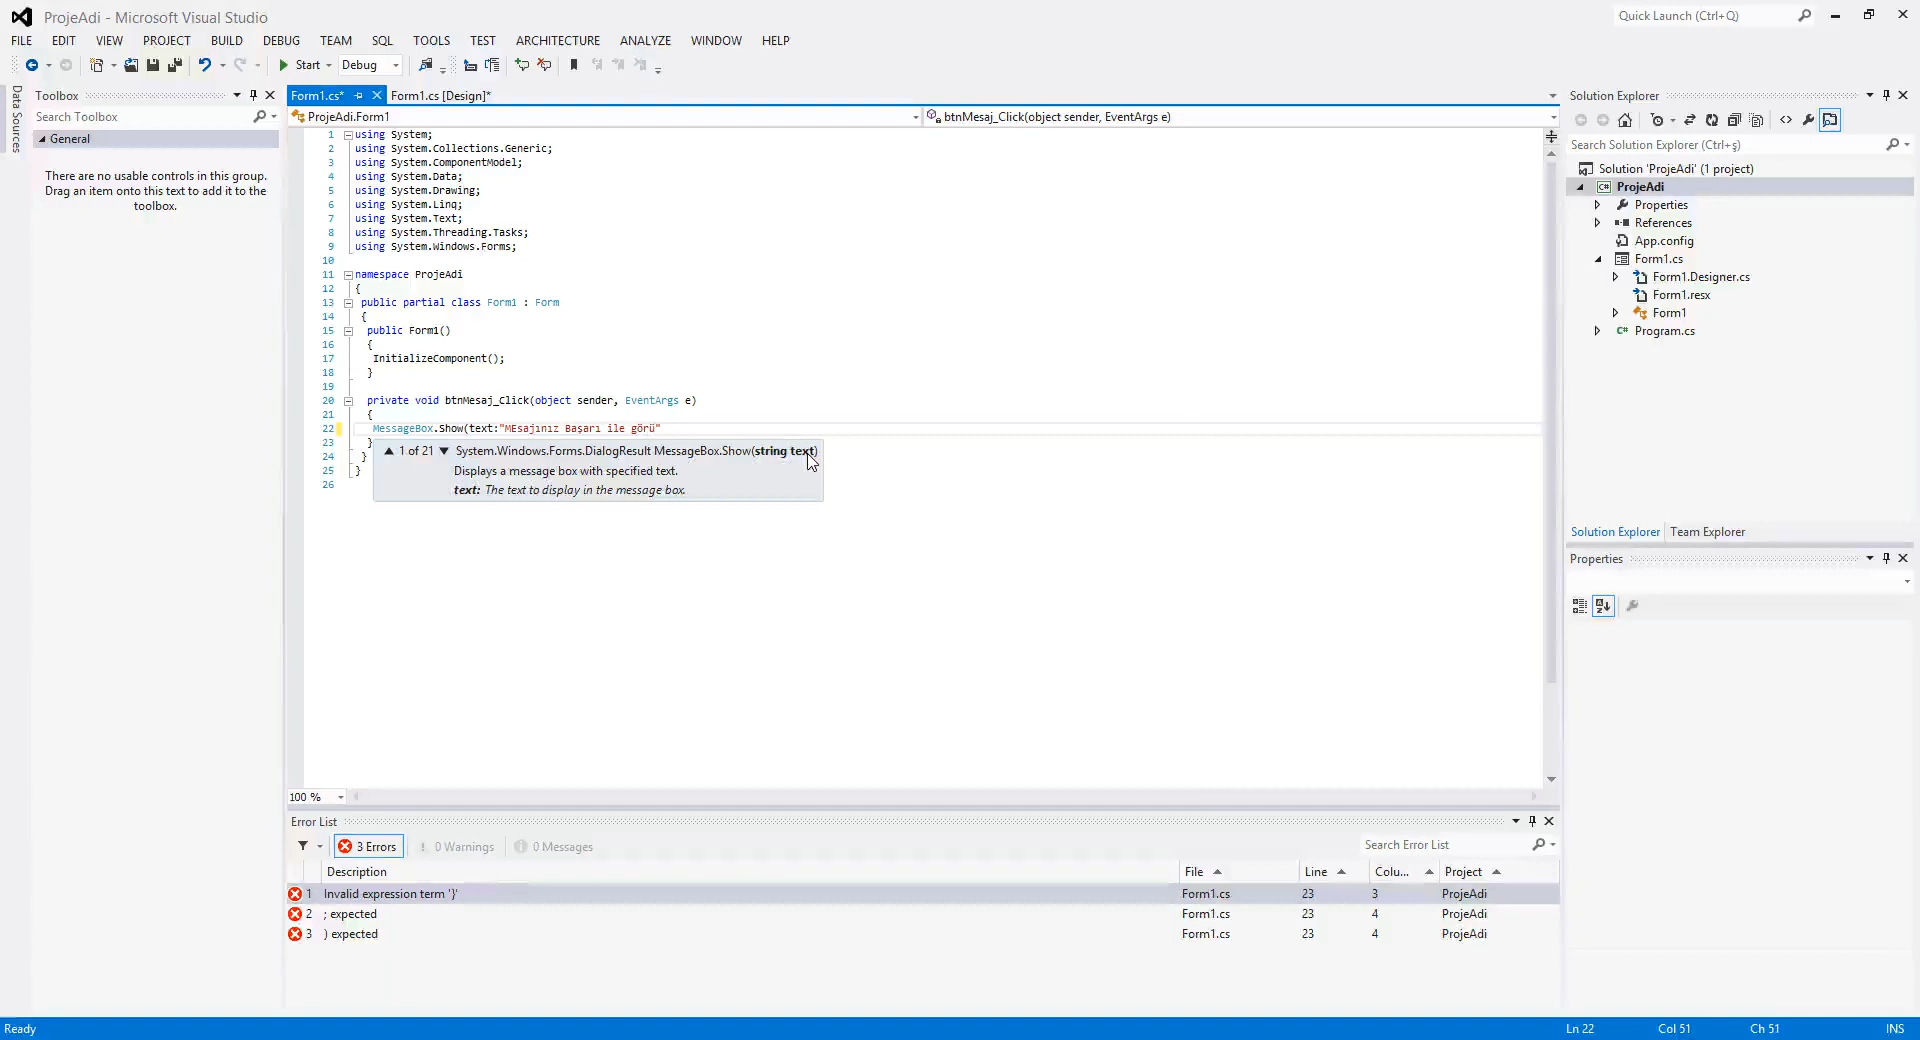 ProjeAdi - Microsoft Visual Studio
Quick Launch (Ctrl+Q)
FILE EDIT VIEW PROJECT BUILD DEBUG TEAM SQL TOOLS TEST ARCHITECTURE ANALYZE WINDOW HELP
Start Debug
Data Sources
Toolbox
Search Toolbox
General
There are no usable controls in this group.
Drag an item onto this text to add it to the
toolbox.
Form1.cs* Form1.cs [Design]*
ProjeAdi.Form1 btnMesaj_Click(object sender, EventArgs e)
1 using System;
2 using System.Collections.Generic;
3 using System.ComponentModel;
4 using System.Data;
5 using System.Drawing;
6 using System.Linq;
7 using System.Text;
8 using System.Threading.Tasks;
9 using System.Windows.Forms;
10
11 namespace ProjeAdi
12 {
13 public partial class Form1 : Form
14 {
15 public Form1()
16 {
17 InitializeComponent();
18 }
19
20 private void btnMesaj_Click(object sender, EventArgs e)
21 {
22 MessageBox.Show(text:"MEsajınız Başarı ile görü"
23 }
24 }
25 }
26
1 of 21 System.Windows.Forms.DialogResult MessageBox.Show(string text)
Displays a message box with specified text.
text: The text to display in the message box.
100 %
Error List
3 Errors 0 Warnings 0 Messages
Search Error List
Description File Line Colu... Project
1 Invalid expression term '}' Form1.cs 23 3 ProjeAdi
2 ; expected Form1.cs 23 4 ProjeAdi
3 ) expected Form1.cs 23 4 ProjeAdi
Solution Explorer
Search Solution Explorer (Ctrl+ş)
Solution 'ProjeAdi' (1 project)
C# ProjeAdi
Properties
References
App.config
Form1.cs
Form1.Designer.cs
Form1.resx
Form1
C# Program.cs
Solution Explorer Team Explorer
Properties
Ready Ln 22 Col 51 Ch 51 INS